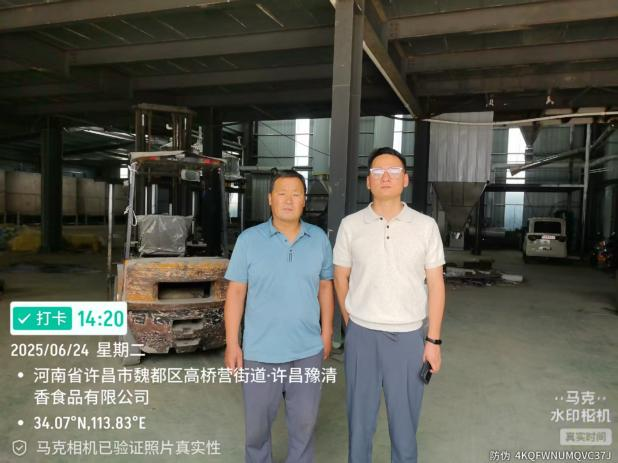 打卡 14:20
2025/06/24 星期二
• 河南省许昌市魏都区高桥营街道·许昌豫清
香食品有限公司
• 34.07°N,113.83°E
马克相机已验证照片真实性
马克
水印相机
真实时间
防伪 4KQFWNUMQVC37J